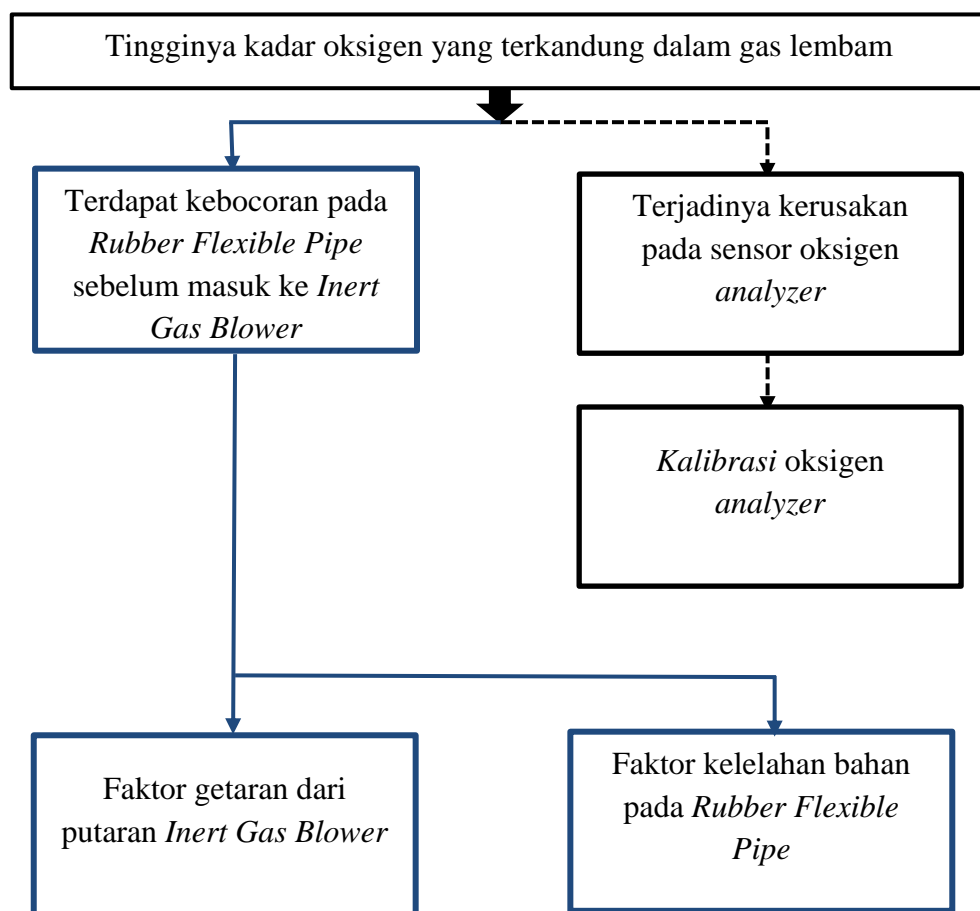 Tingginya kadar oksigen yang terkandung dalam gas lembam
Terdapat kebocoran pada
Rubber Flexible Pipe
sebelum masuk ke Inert
Gas Blower
Terjadinya kerusakan
pada sensor oksigen
analyzer
Kalibrasi oksigen
analyzer
Faktor getaran dari
putaran Inert Gas Blower
Faktor kelelahan bahan
pada Rubber Flexible
Pipe